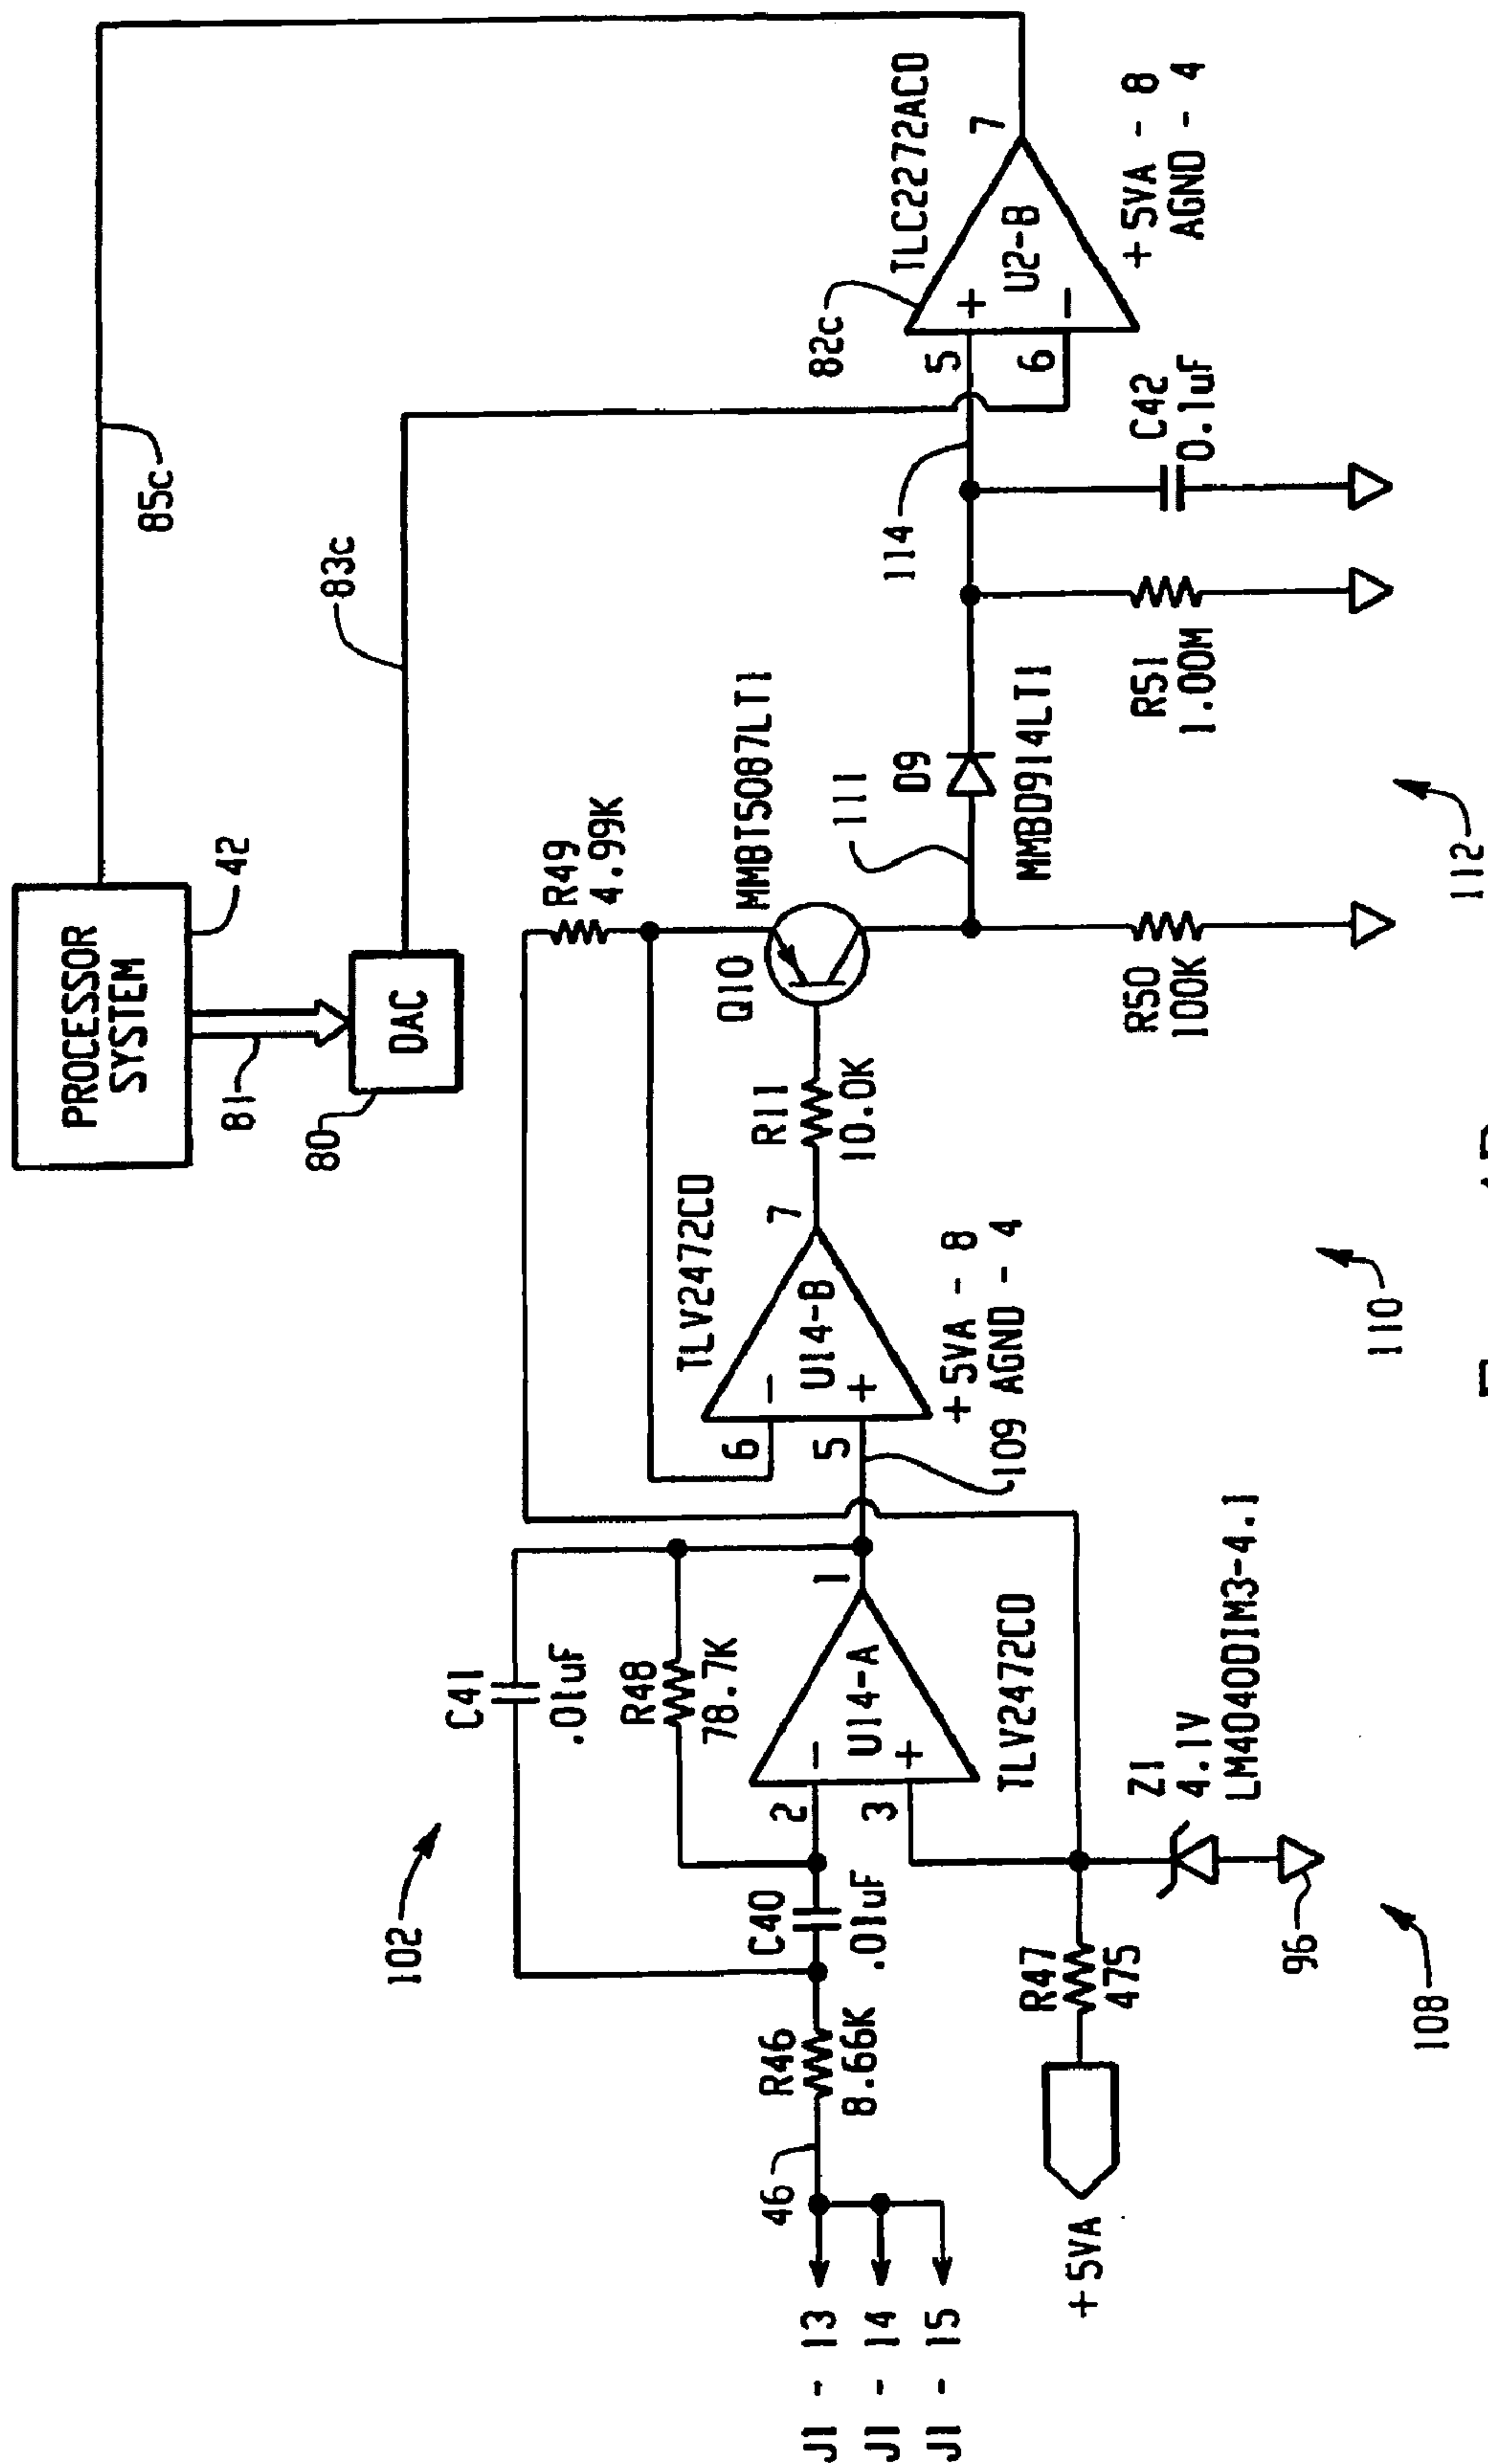 PROCESSOR
SYSTEM
42
81
80
DAC
83c
85c
102
C41
.01uF
R48
78.7K
R49
4.99K
TLV2472CD
MMBT5087LT1
TLC2272ACD
82c
J1 - 13
J1 - 14
J1 - 15
46
R46
8.66K
C40
.01uF
2
3
-
+
U14-A
1
TLV2472CD
6
5
-
+
U14-B
7
109
+5VA - 8
AGND - 4
R11
10.0K
Q10
111
D9
MMBD914LT1
114
5
6
+
-
U2-B
7
+5VA - 8
AGND - 4
+5VA
R47
475
Z1
4.1V
LM4040DIM3-4.1
96
R50
100K
R51
1.00M
C42
0.1uF
108
110
112